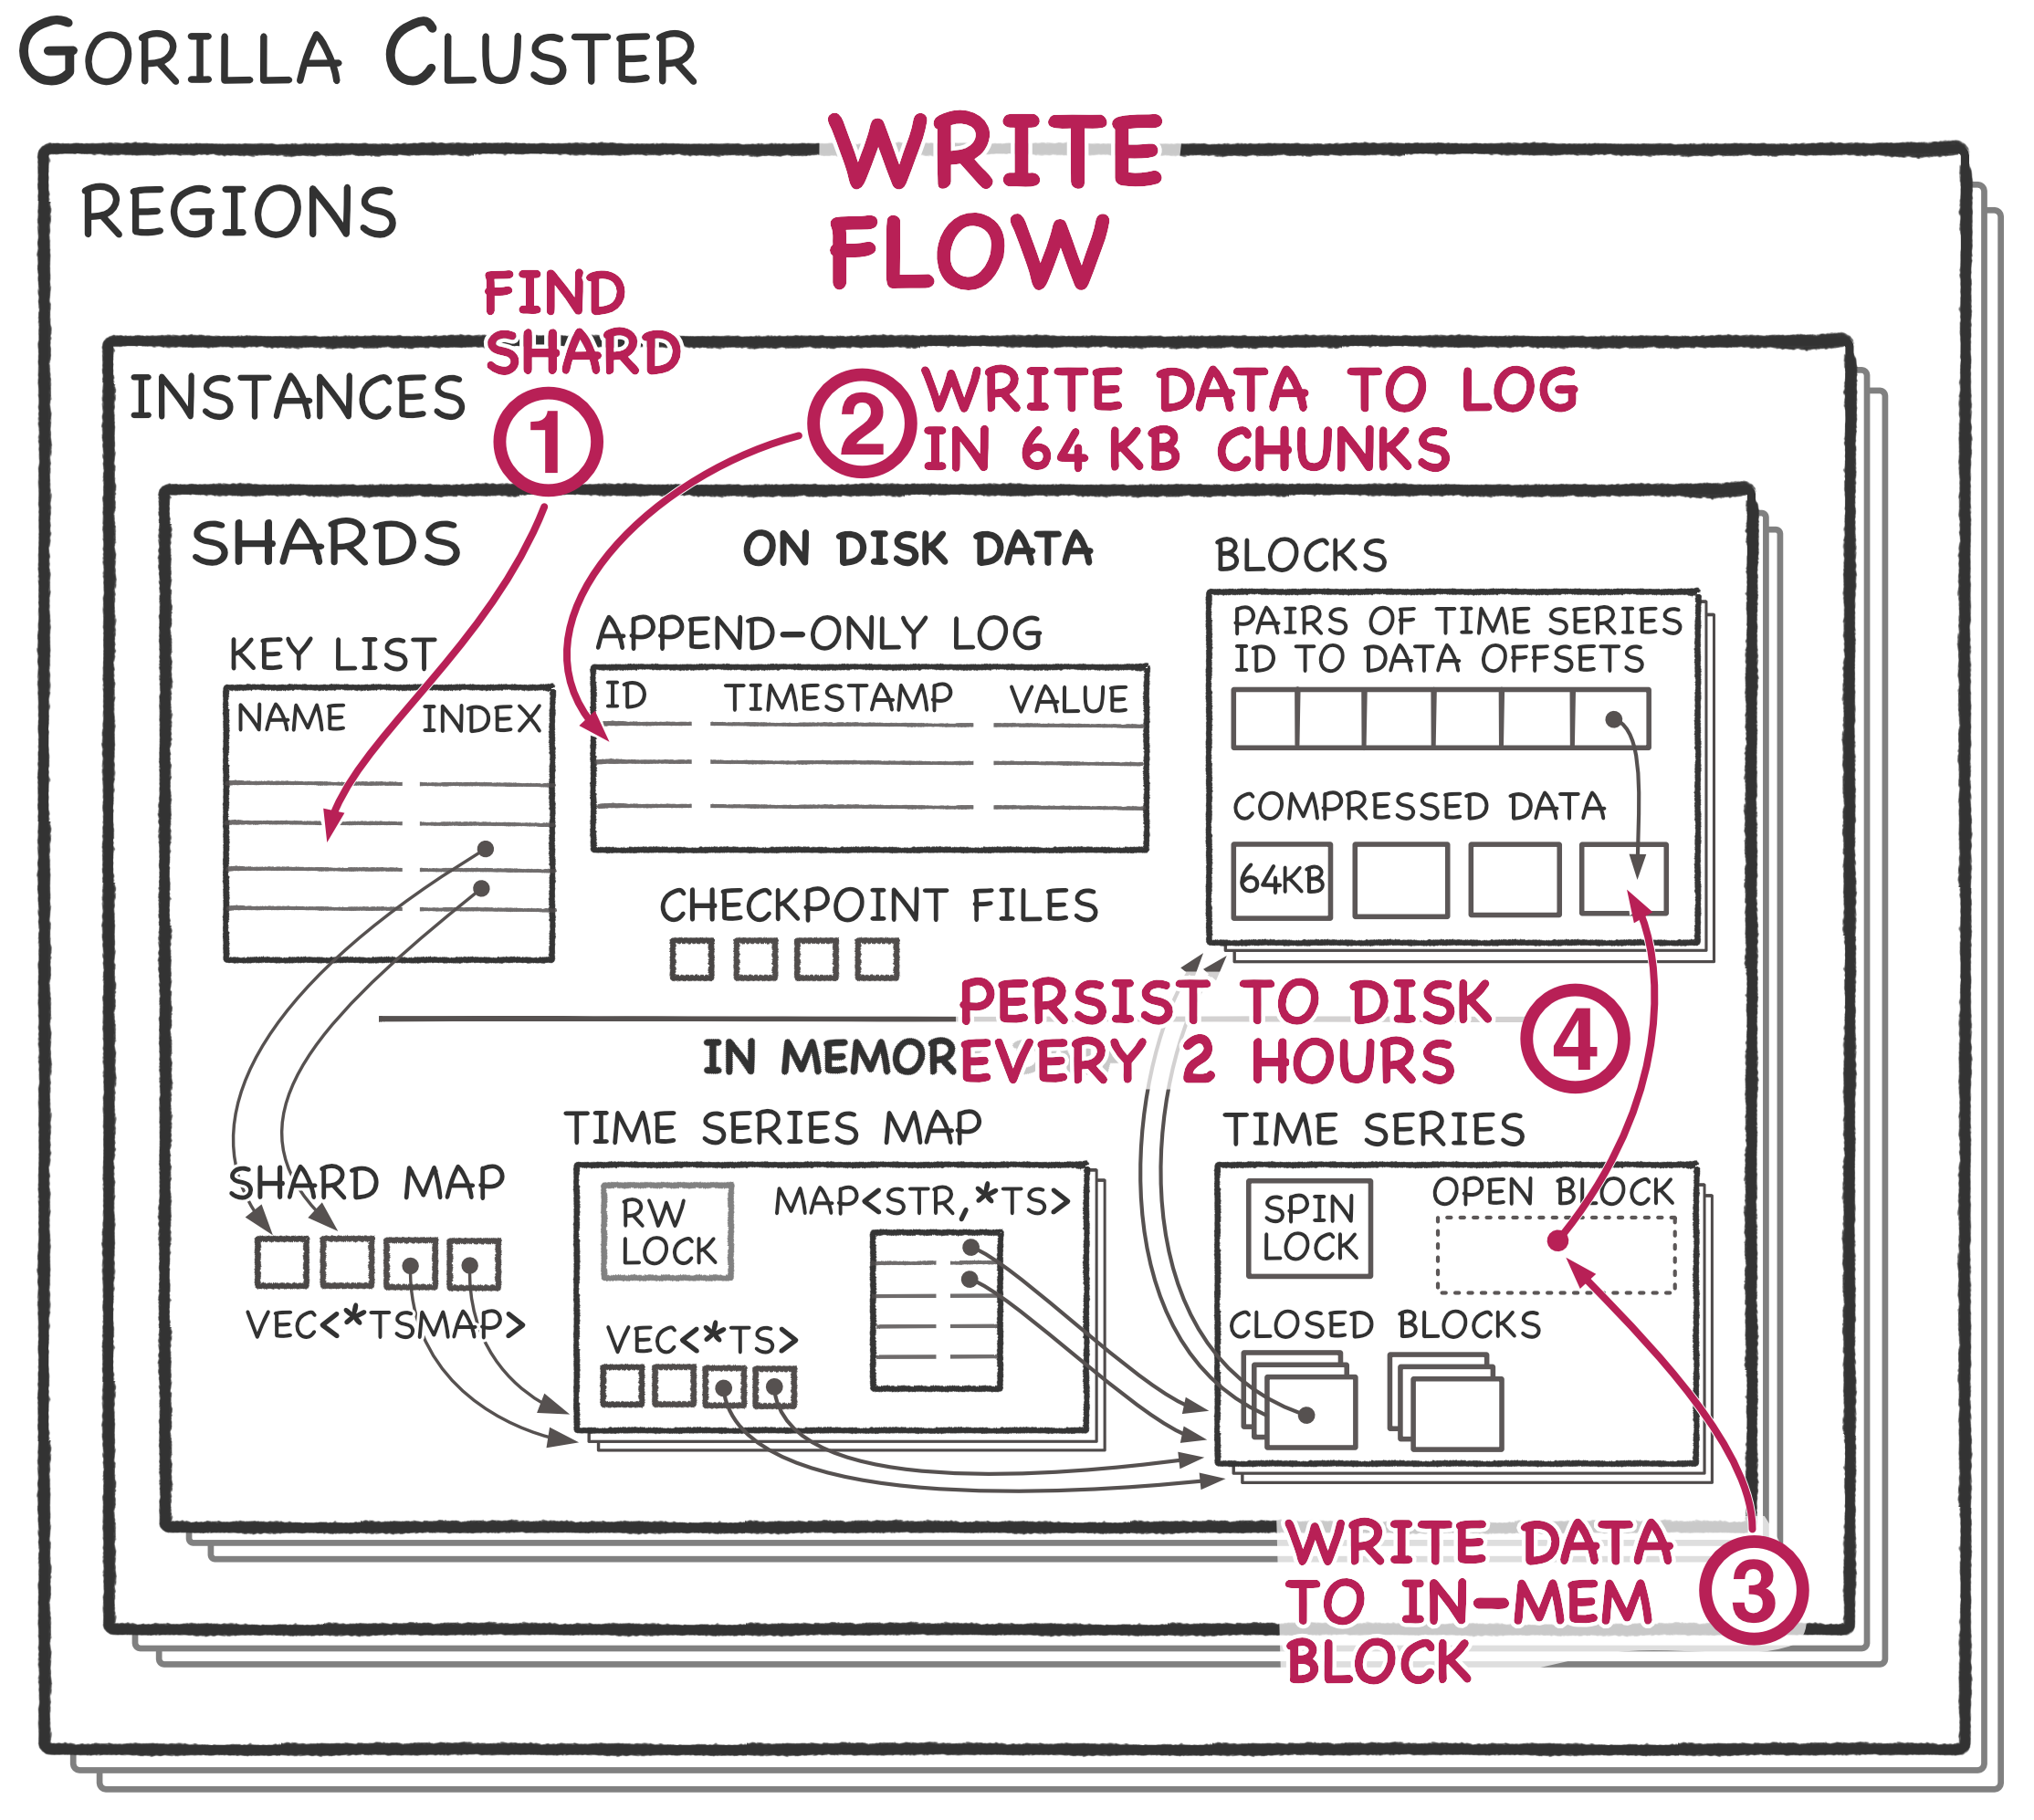 GORILLA CLUSTER
WRITE
FLOW
REGIONS
FIND
SHARD
INSTANCES
1
2
WRITE DATA TO LOG
IN 64 KB CHUNKS
SHARDS
ON DISK DATA
BLOCKS
KEY LIST
NAME INDEX
APPEND-ONLY LOG
ID TIMESTAMP VALUE
PAIRS OF TIME SERIES
ID TO DATA OFFSETS
COMPRESSED DATA
64KB
CHECKPOINT FILES
PERSIST TO DISK
EVERY 2 HOURS
4
IN MEMOR
SHARD MAP
VEC<*TSMAP>
TIME SERIES MAP
RW
LOCK
MAP<STR,*TS>
VEC<*TS>
TIME SERIES
SPIN
LOCK
OPEN BLOCK
CLOSED BLOCKS
WRITE DATA
TO IN-MEM
BLOCK
3